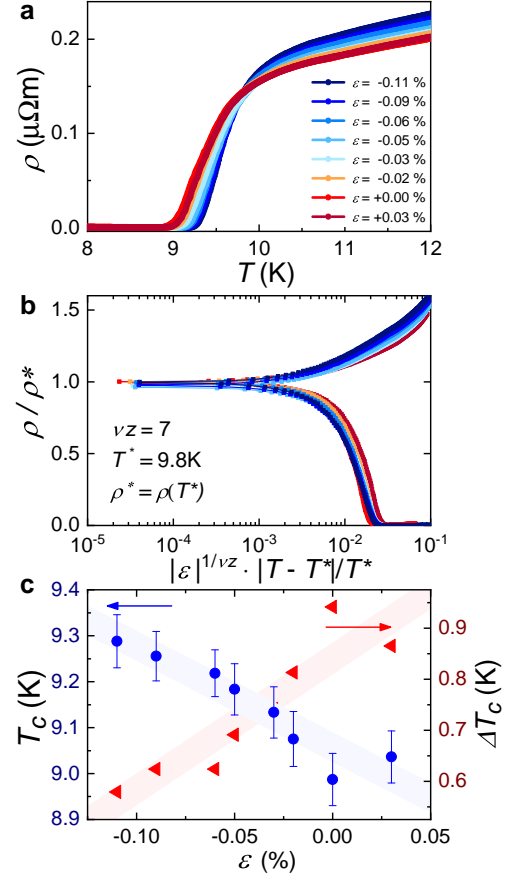 a
ρ (μΩm)
0.2
0.1
0.0
ε = -0.11 %
ε = -0.09 %
ε = -0.06 %
ε = -0.05 %
ε = -0.03 %
ε = -0.02 %
ε = +0.00 %
ε = +0.03 %
8 9 10 11 12
T (K)
b
ρ / ρ*
1.5
1.0
0.5
0.0
νz = 7
T* = 9.8K
ρ* = ρ(T*)
10⁻⁵ 10⁻⁴ 10⁻³ 10⁻² 10⁻¹
|ε|^1/νz · |T - T*|/T*
c
T_c (K)
9.4
9.3
9.2
9.1
9.0
8.9
0.9
0.8
0.7
0.6
ΔT_c (K)
-0.10 -0.05 0.00 0.05
ε (%)